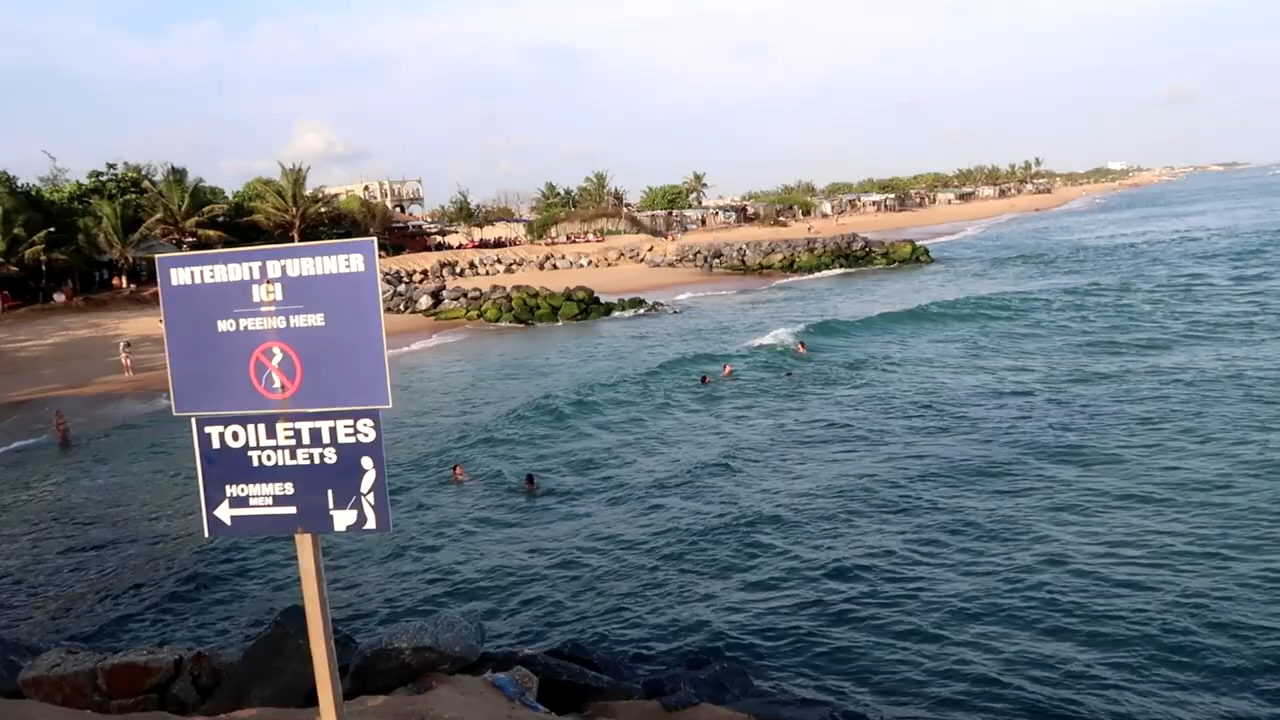 INTERDIT D'URINER
ICI
NO PEEING HERE
TOILETTES
TOILETS
HOMMES
MEN